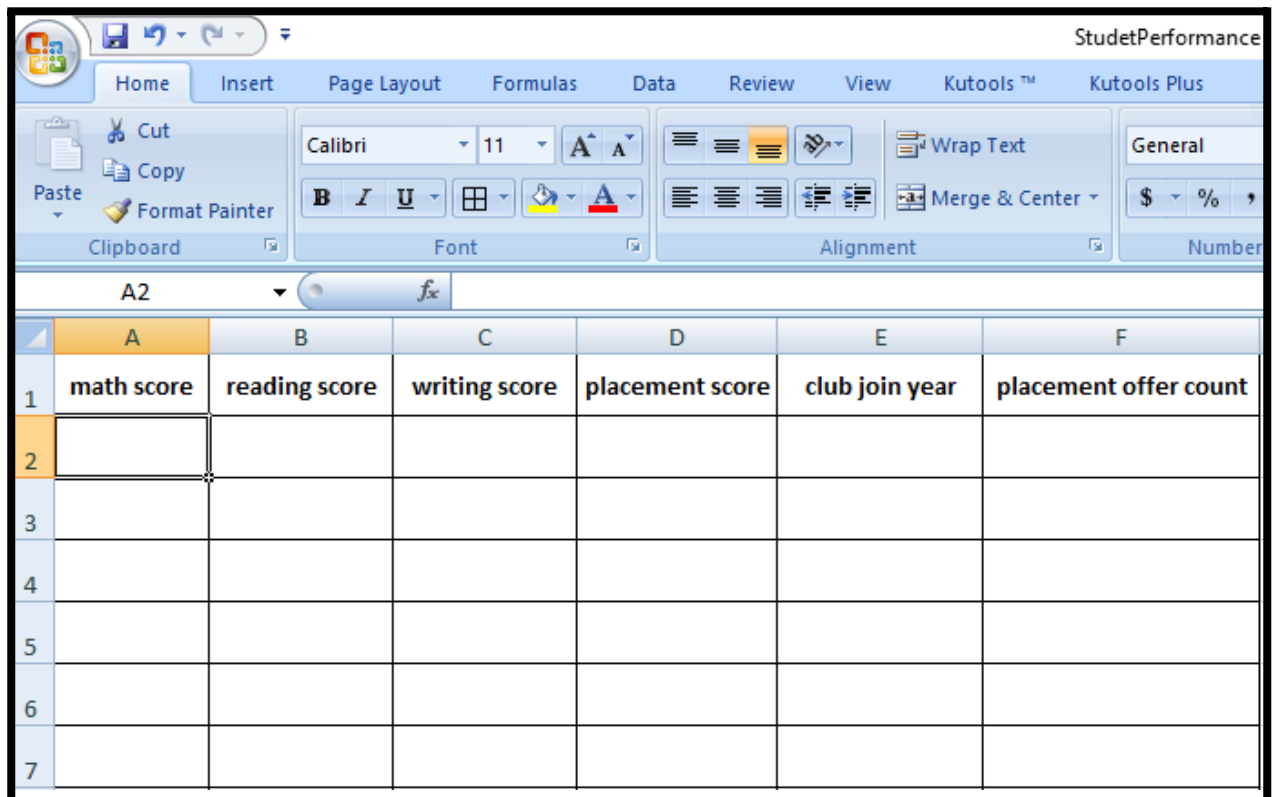 StudetPerformance
Home Insert Page Layout Formulas Data Review View Kutools ™ Kutools Plus
Cut
Copy
Paste
Format Painter
Clipboard
Calibri 11 A A
B I U A
Font
Wrap Text
Merge & Center
Alignment
General
$ % ,
Number
A2 fx
A B C D E F
1 math score reading score writing score placement score club join year placement offer count
2
3
4
5
6
7